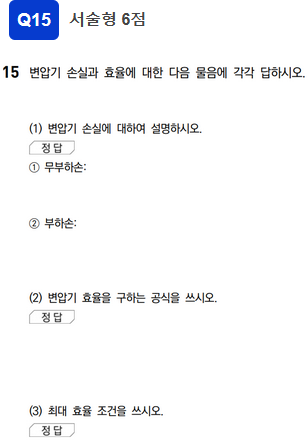 Q15 서술형 6점
15 변압기 손실과 효율에 대한 다음 물음에 각각 답하시오.
(1) 변압기 손실에 대하여 설명하시오.
정답
① 무부하손:
② 부하손:
(2) 변압기 효율을 구하는 공식을 쓰시오.
정답
(3) 최대 효율 조건을 쓰시오.
정답